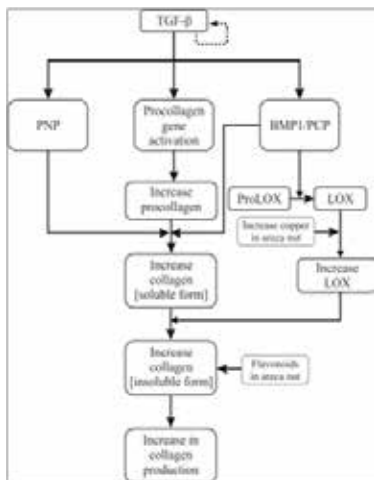 TGF-β
PNP
Procollagen
gene
activation
BMP1/PCP
Increase
procollagen
ProLOX
LOX
Increase copper
in areca nut
Increase
collagen
[soluble form]
Increase
LOX
Increase
collagen
[insoluble form]
Flavonoids
in areca nut
Increase in
collagen
production